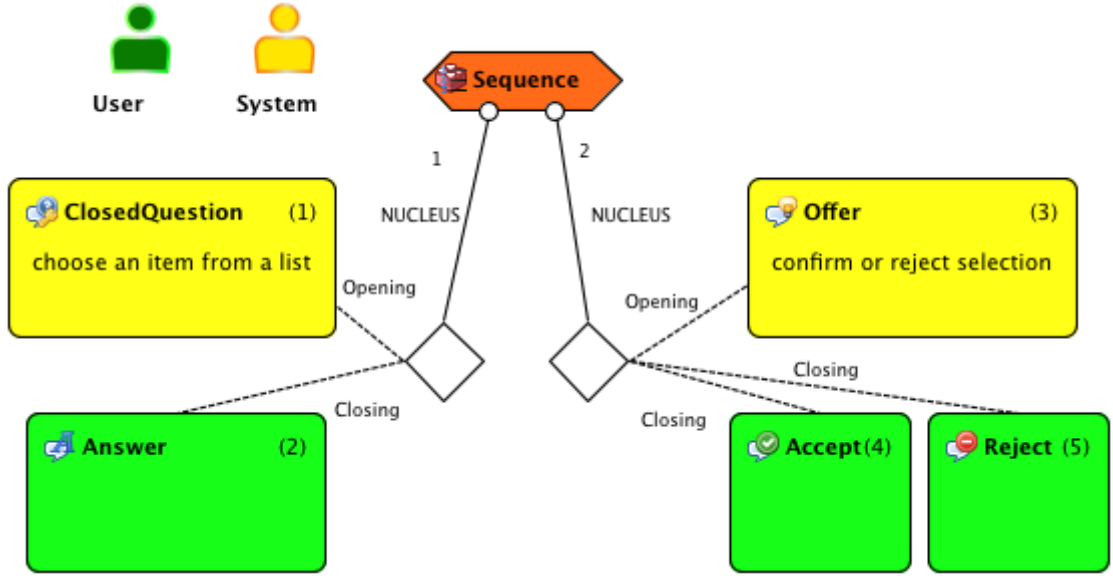 User
System
Sequence
1
2
NUCLEUS
NUCLEUS
ClosedQuestion (1)
choose an item from a list
Opening
Closing
Answer (2)
Offer (3)
confirm or reject selection
Opening
Closing
Closing
Accept(4)
Reject (5)